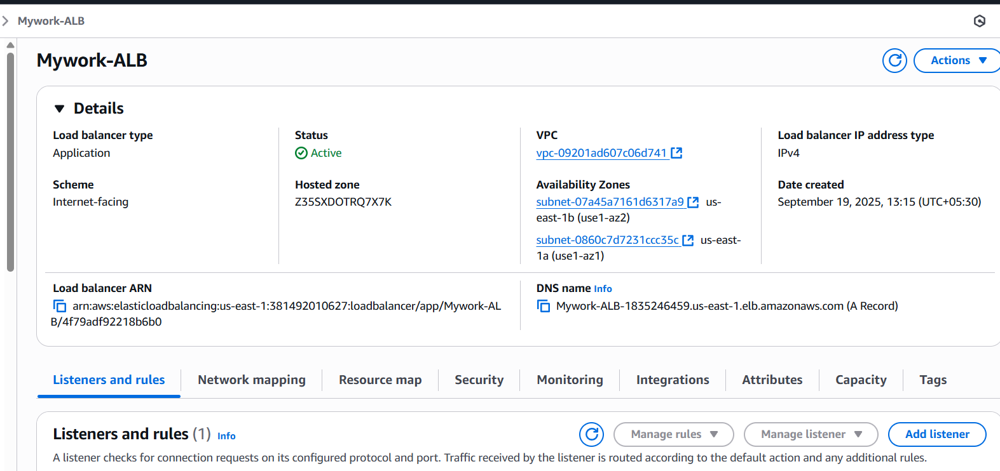 Mywork-ALB
Mywork-ALB
Actions
Details
Load balancer type
Application
Status
Active
VPC
vpc-09201ad607c06d741
Load balancer IP address type
IPv4
Scheme
Internet-facing
Hosted zone
Z35SXDOTRQ7X7K
Availability Zones
subnet-07a45a7161d6317a9 us-
east-1b (use1-az2)
subnet-0860c7d7231ccc35c us-east-
1a (use1-az1)
Date created
September 19, 2025, 13:15 (UTC+05:30)
Load balancer ARN
arn:aws:elasticloadbalancing:us-east-1:381492010627:loadbalancer/app/Mywork-AL
B/4f79adf92218b6b0
DNS name Info
Mywork-ALB-1835246459.us-east-1.elb.amazonaws.com (A Record)
Listeners and rules Network mapping Resource map Security Monitoring Integrations Attributes Capacity Tags
Listeners and rules (1) Info
Manage rules Manage listener Add listener
A listener checks for connection requests on its configured protocol and port. Traffic received by the listener is routed according to the default action and any additional rules.